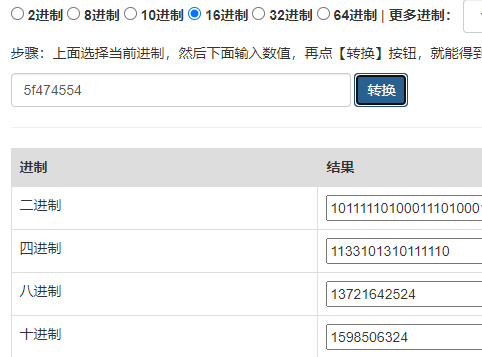 2进制 8进制 10进制 16进制 32进制 64进制 | 更多进制：
步骤：上面选择当前进制，然后下面输入数值，再点【转换】按钮，就能得到
5f474554 转换
进制 结果
二进制 1011111010001110100
四进制 1133101310111110
八进制 13721642524
十进制 1598506324